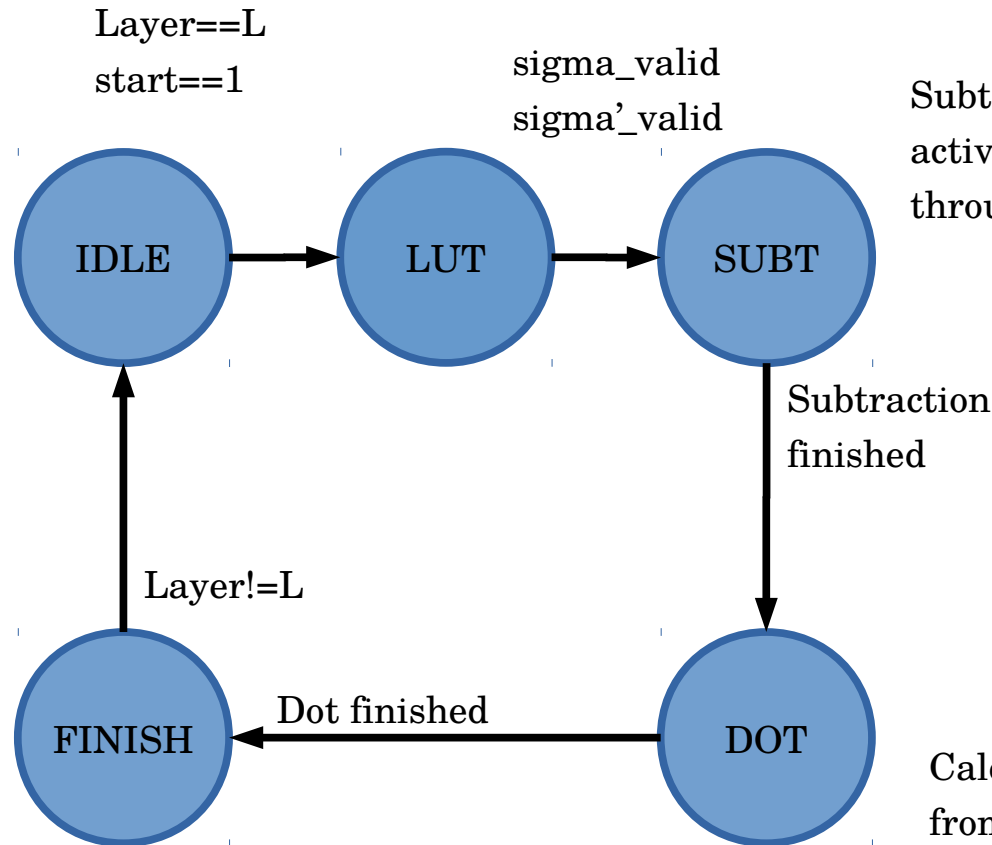 Layer==L
start==1
sigma_valid
sigma’_valid
IDLE
LUT
SUBT
Subtraction
finished
Layer!=L
Dot finished
FINISH
DOT